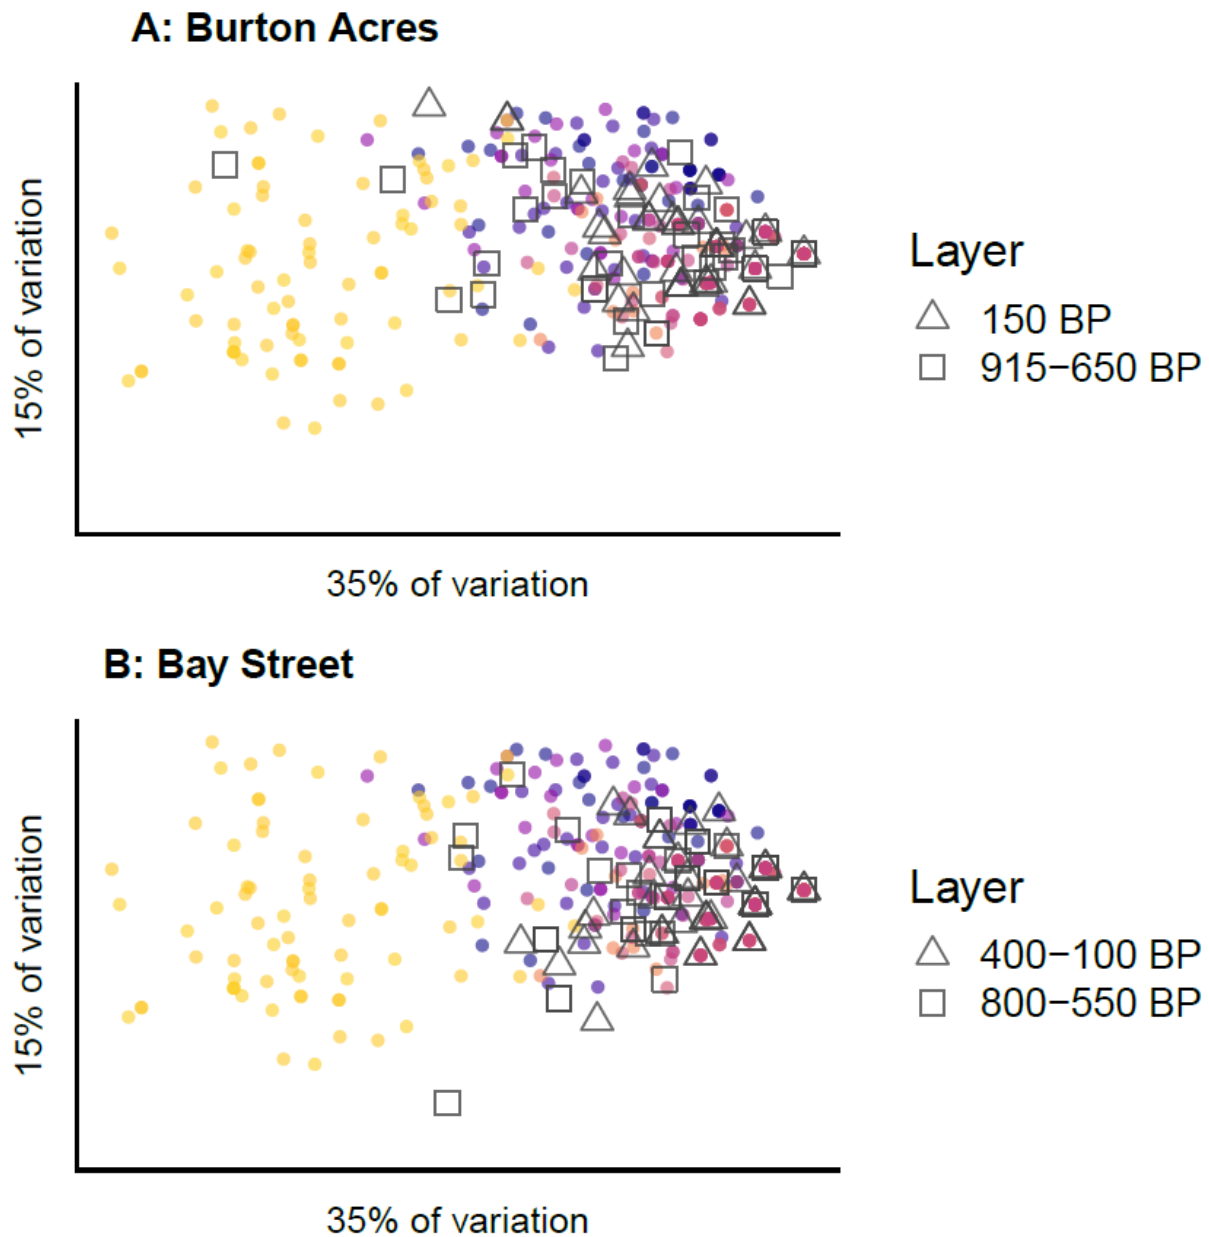 A: Burton Acres
15% of variation
35% of variation
Layer
150 BP
915−650 BP
B: Bay Street
15% of variation
35% of variation
Layer
400−100 BP
800−550 BP